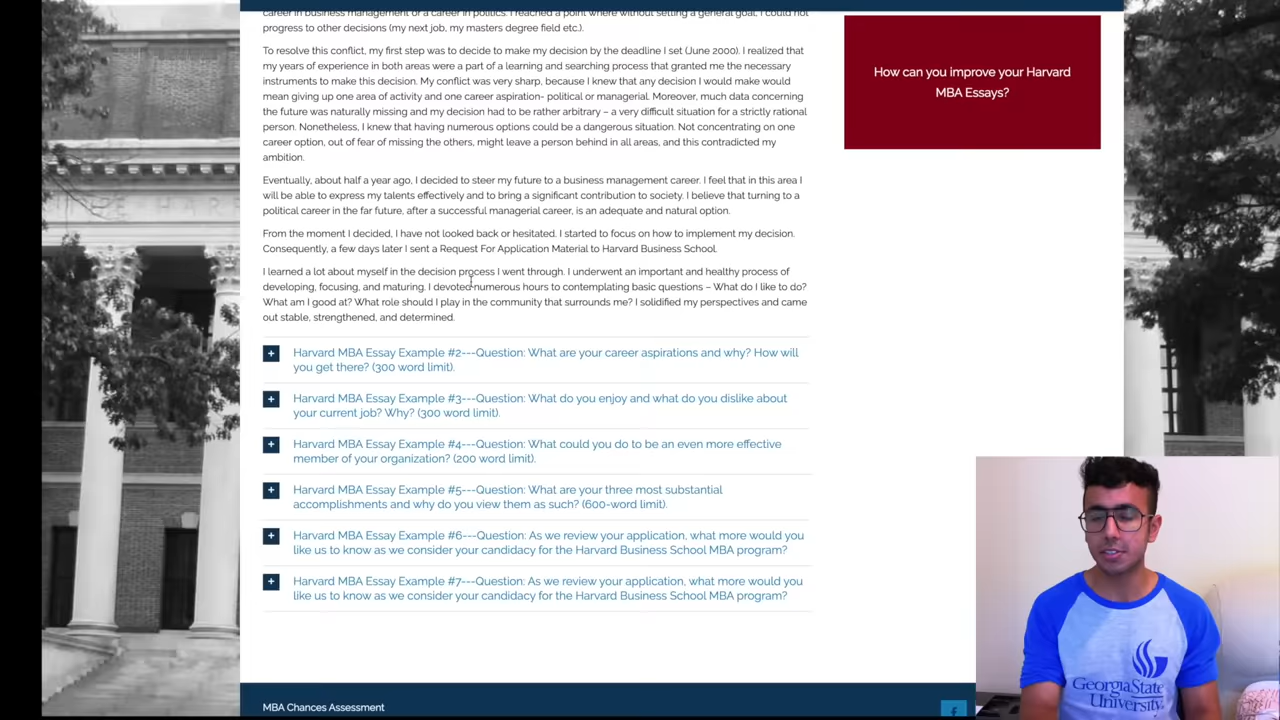 career in business management or a career in politics. I reached a point where without setting a general goal, I could not
progress to other decisions (my next job, my masters degree field etc.).
To resolve this conflict, my first step was to decide to make my decision by the deadline I set (June 2000). I realized that
my years of experience in both areas were a part of a learning and searching process that granted me the necessary
instruments to make this decision. My conflict was very sharp, because I knew that any decision I would make would
mean giving up one area of activity and one career aspiration- political or managerial. Moreover, much data concerning
the future was naturally missing and my decision had to be rather arbitrary – a very difficult situation for a strictly rational
person. Nonetheless, I knew that having numerous options could be a dangerous situation. Not concentrating on one
career option, out of fear of missing the others, might leave a person behind in all areas, and this contradicted my
ambition.
Eventually, about half a year ago, I decided to steer my future to a business management career. I feel that in this area I
will be able to express my talents effectively and to bring a significant contribution to society. I believe that turning to a
political career in the far future, after a successful managerial career, is an adequate and natural option.
From the moment I decided, I have not looked back or hesitated. I started to focus on how to implement my decision.
Consequently, a few days later I sent a Request For Application Material to Harvard Business School.
I learned a lot about myself in the decision process I went through. I underwent an important and healthy process of
developing, focusing, and maturing. I devoted numerous hours to contemplating basic questions – What do I like to do?
What am I good at? What role should I play in the community that surrounds me? I solidified my perspectives and came
out stable, strengthened, and determined.
Harvard MBA Essay Example #2---Question: What are your career aspirations and why? How will
you get there? (300 word limit).
Harvard MBA Essay Example #3---Question: What do you enjoy and what do you dislike about
your current job? Why? (300 word limit).
Harvard MBA Essay Example #4---Question: What could you do to be an even more effective
member of your organization? (200 word limit).
Harvard MBA Essay Example #5---Question: What are your three most substantial
accomplishments and why do you view them as such? (600-word limit).
Harvard MBA Essay Example #6---Question: As we review your application, what more would you
like us to know as we consider your candidacy for the Harvard Business School MBA program?
Harvard MBA Essay Example #7---Question: As we review your application, what more would you
like us to know as we consider your candidacy for the Harvard Business School MBA program?
MBA Chances Assessment
How can you improve your Harvard
MBA Essays?
GeorgiaState
University